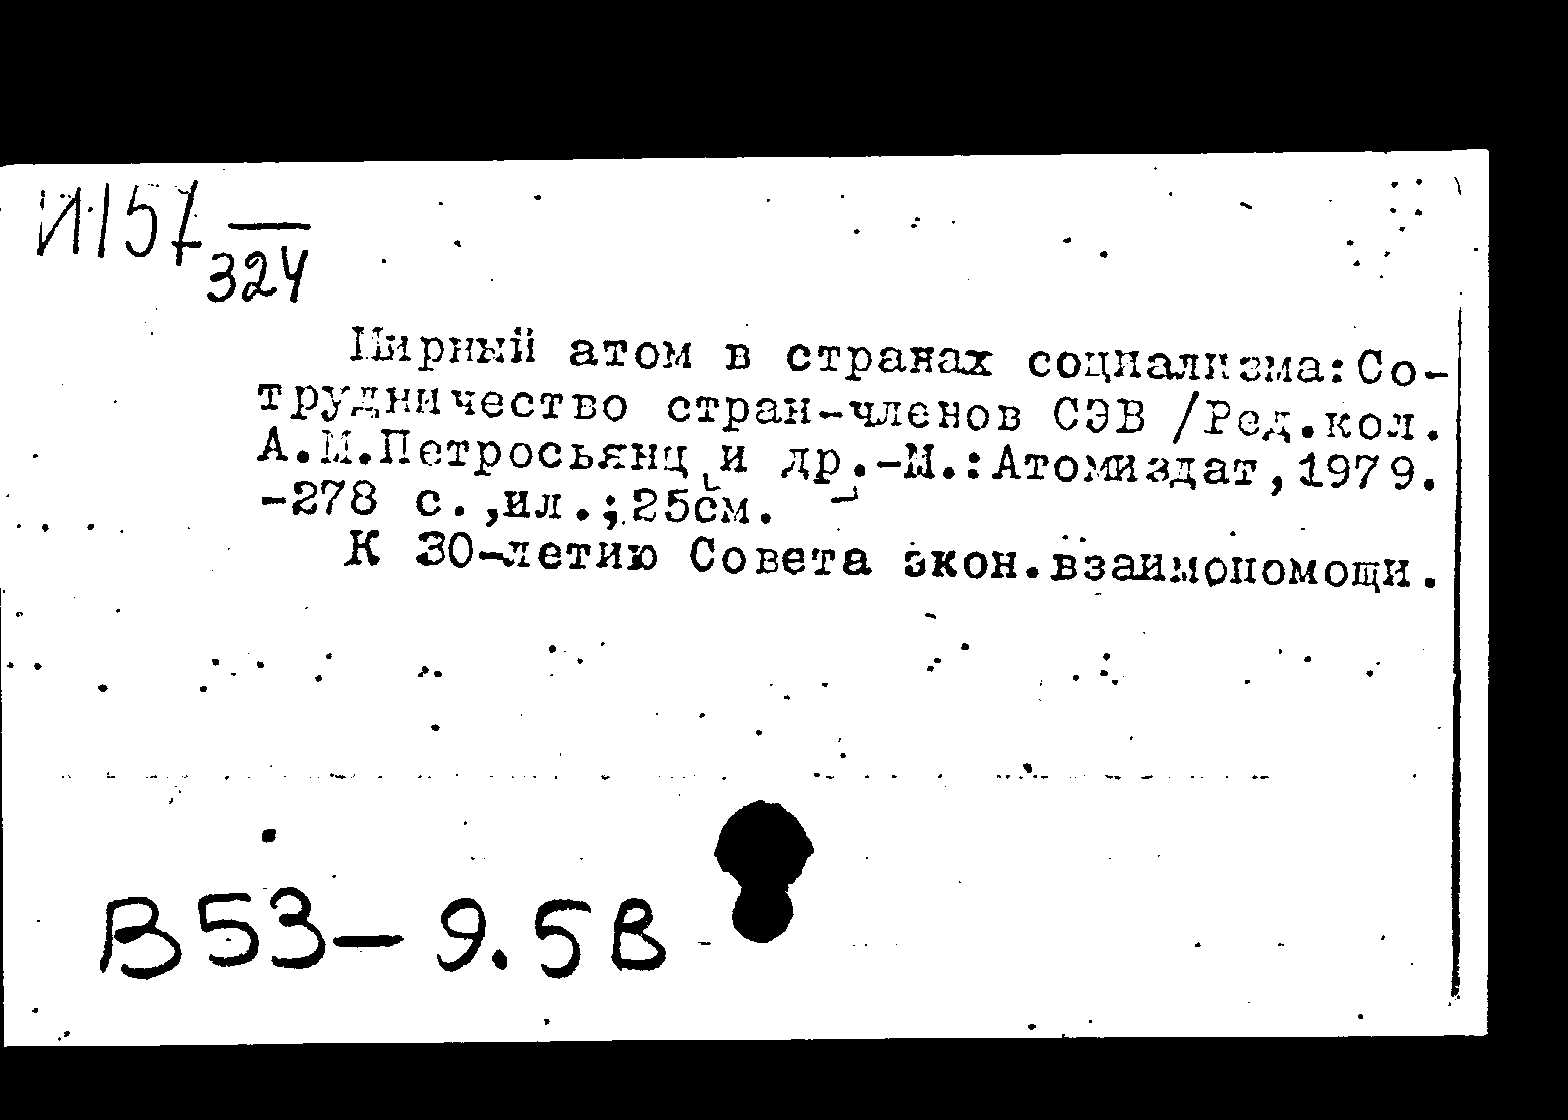 И157
324
Мирный атом в странах социализма:Со-
трудничество стран-членов СЭВ /Ред.кол.
А.М.Петросьянц и др.-М.:Атомиздат,1979.
-278 с.,ил.;25см.
К 30-летию Совета экон.взаимопомощи.
В53-9.5В